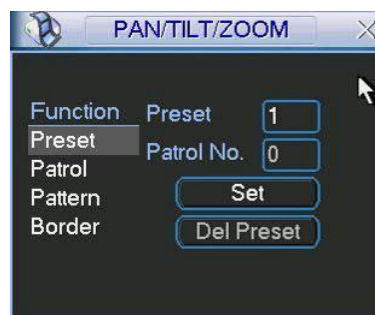 PAN/TILT/ZOOM
Function
Preset
Patrol
Pattern
Border
Preset 1
Patrol No. 0
Set
Del Preset